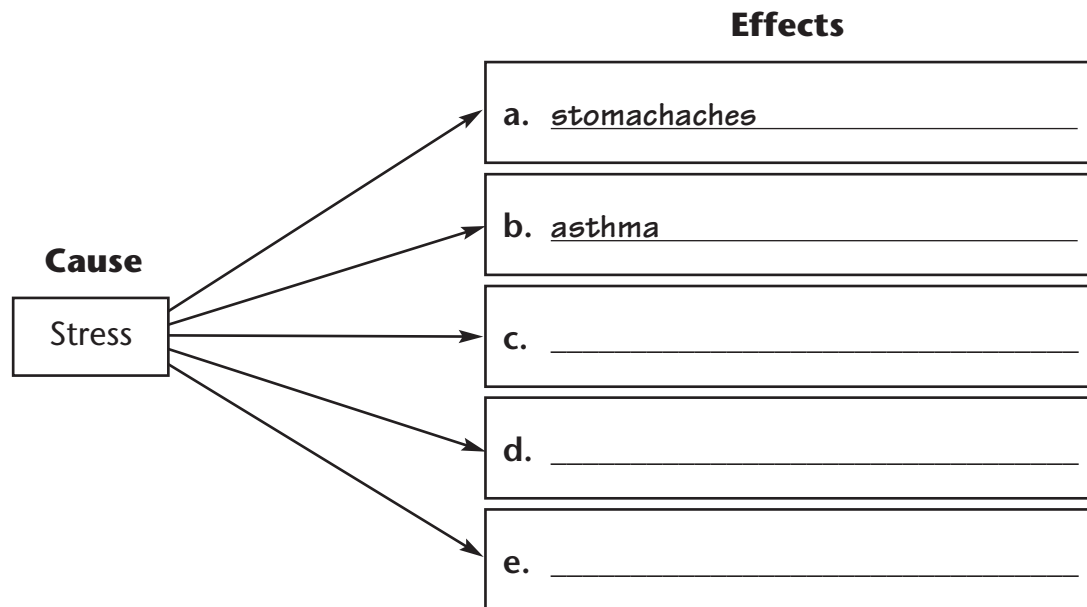 Effects
a. stomachaches
b. asthma
Cause
Stress
c.
d.
e.